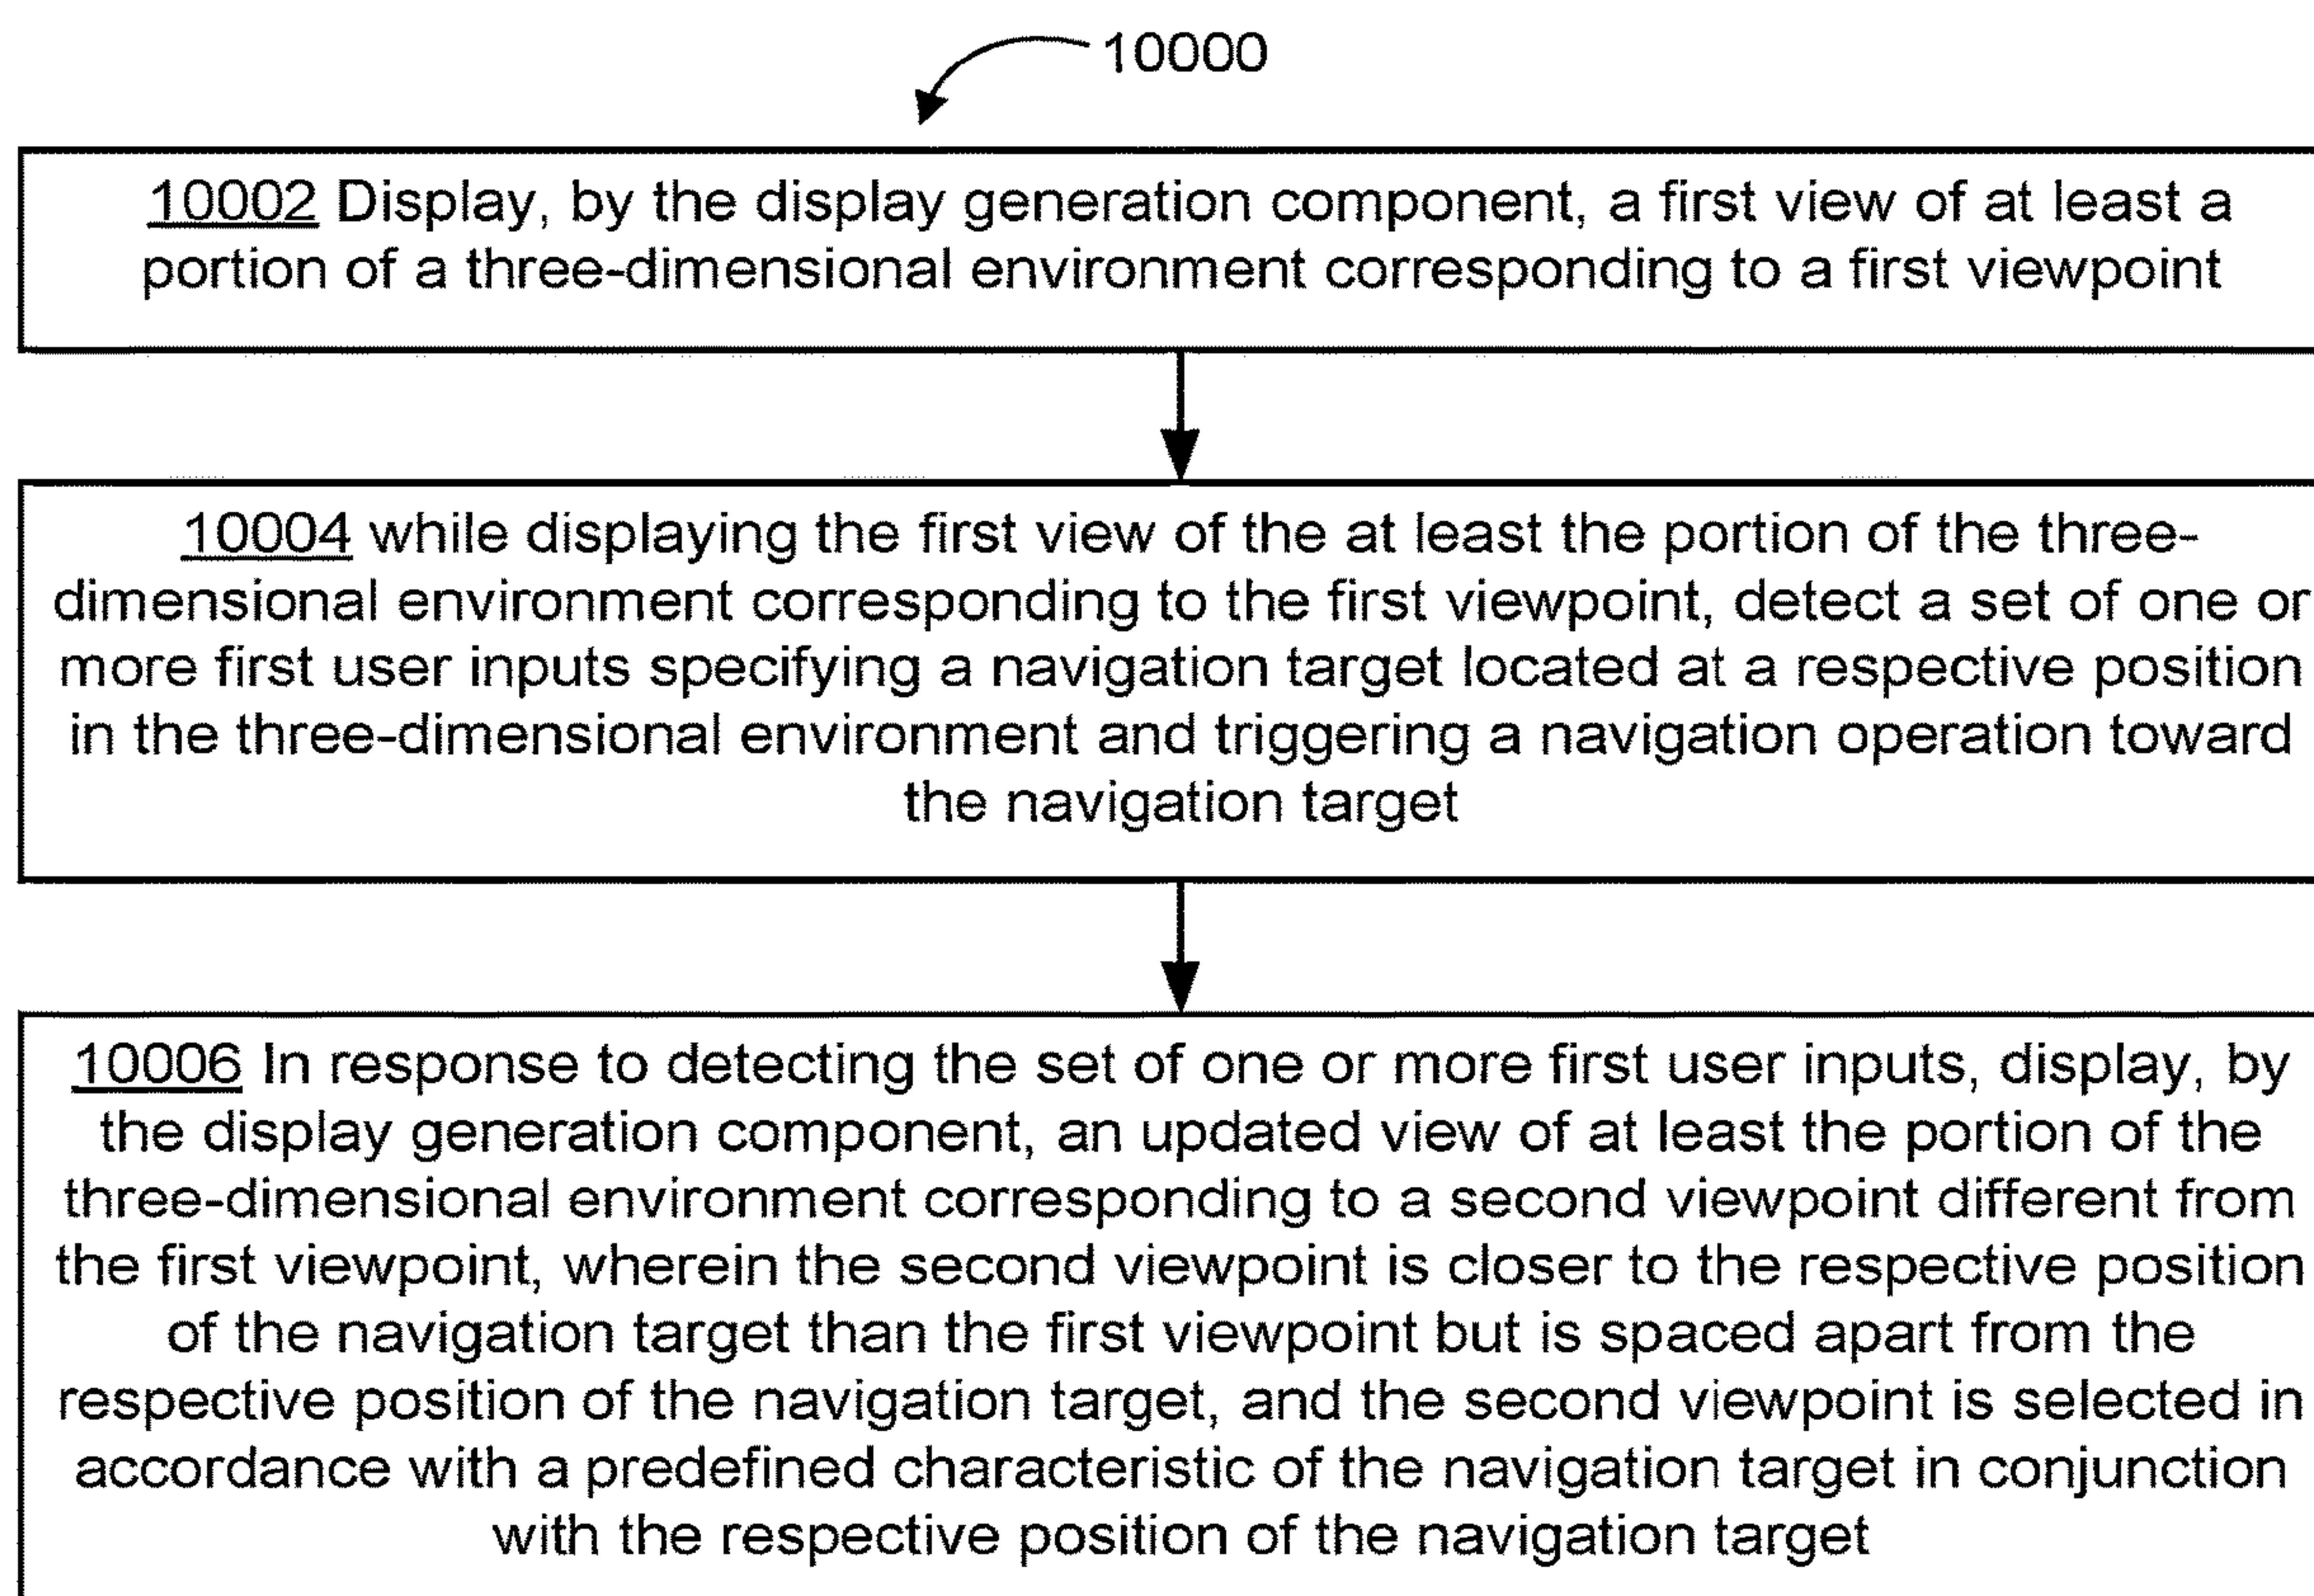 10000
10002 Display, by the display generation component, a first view of at least a
portion of a three-dimensional environment corresponding to a first viewpoint
10004 while displaying the first view of the at least the portion of the three-
dimensional environment corresponding to the first viewpoint, detect a set of one or
more first user inputs specifying a navigation target located at a respective position
in the three-dimensional environment and triggering a navigation operation toward
the navigation target
10006 In response to detecting the set of one or more first user inputs, display, by
the display generation component, an updated view of at least the portion of the
three-dimensional environment corresponding to a second viewpoint different from
the first viewpoint, wherein the second viewpoint is closer to the respective position
of the navigation target than the first viewpoint but is spaced apart from the
respective position of the navigation target, and the second viewpoint is selected in
accordance with a predefined characteristic of the navigation target in conjunction
with the respective position of the navigation target